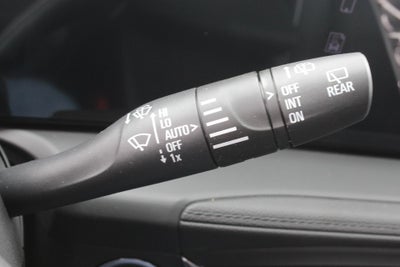 HI
LO
AUTO >
OFF
1x
> OFF
INT
ON
REAR